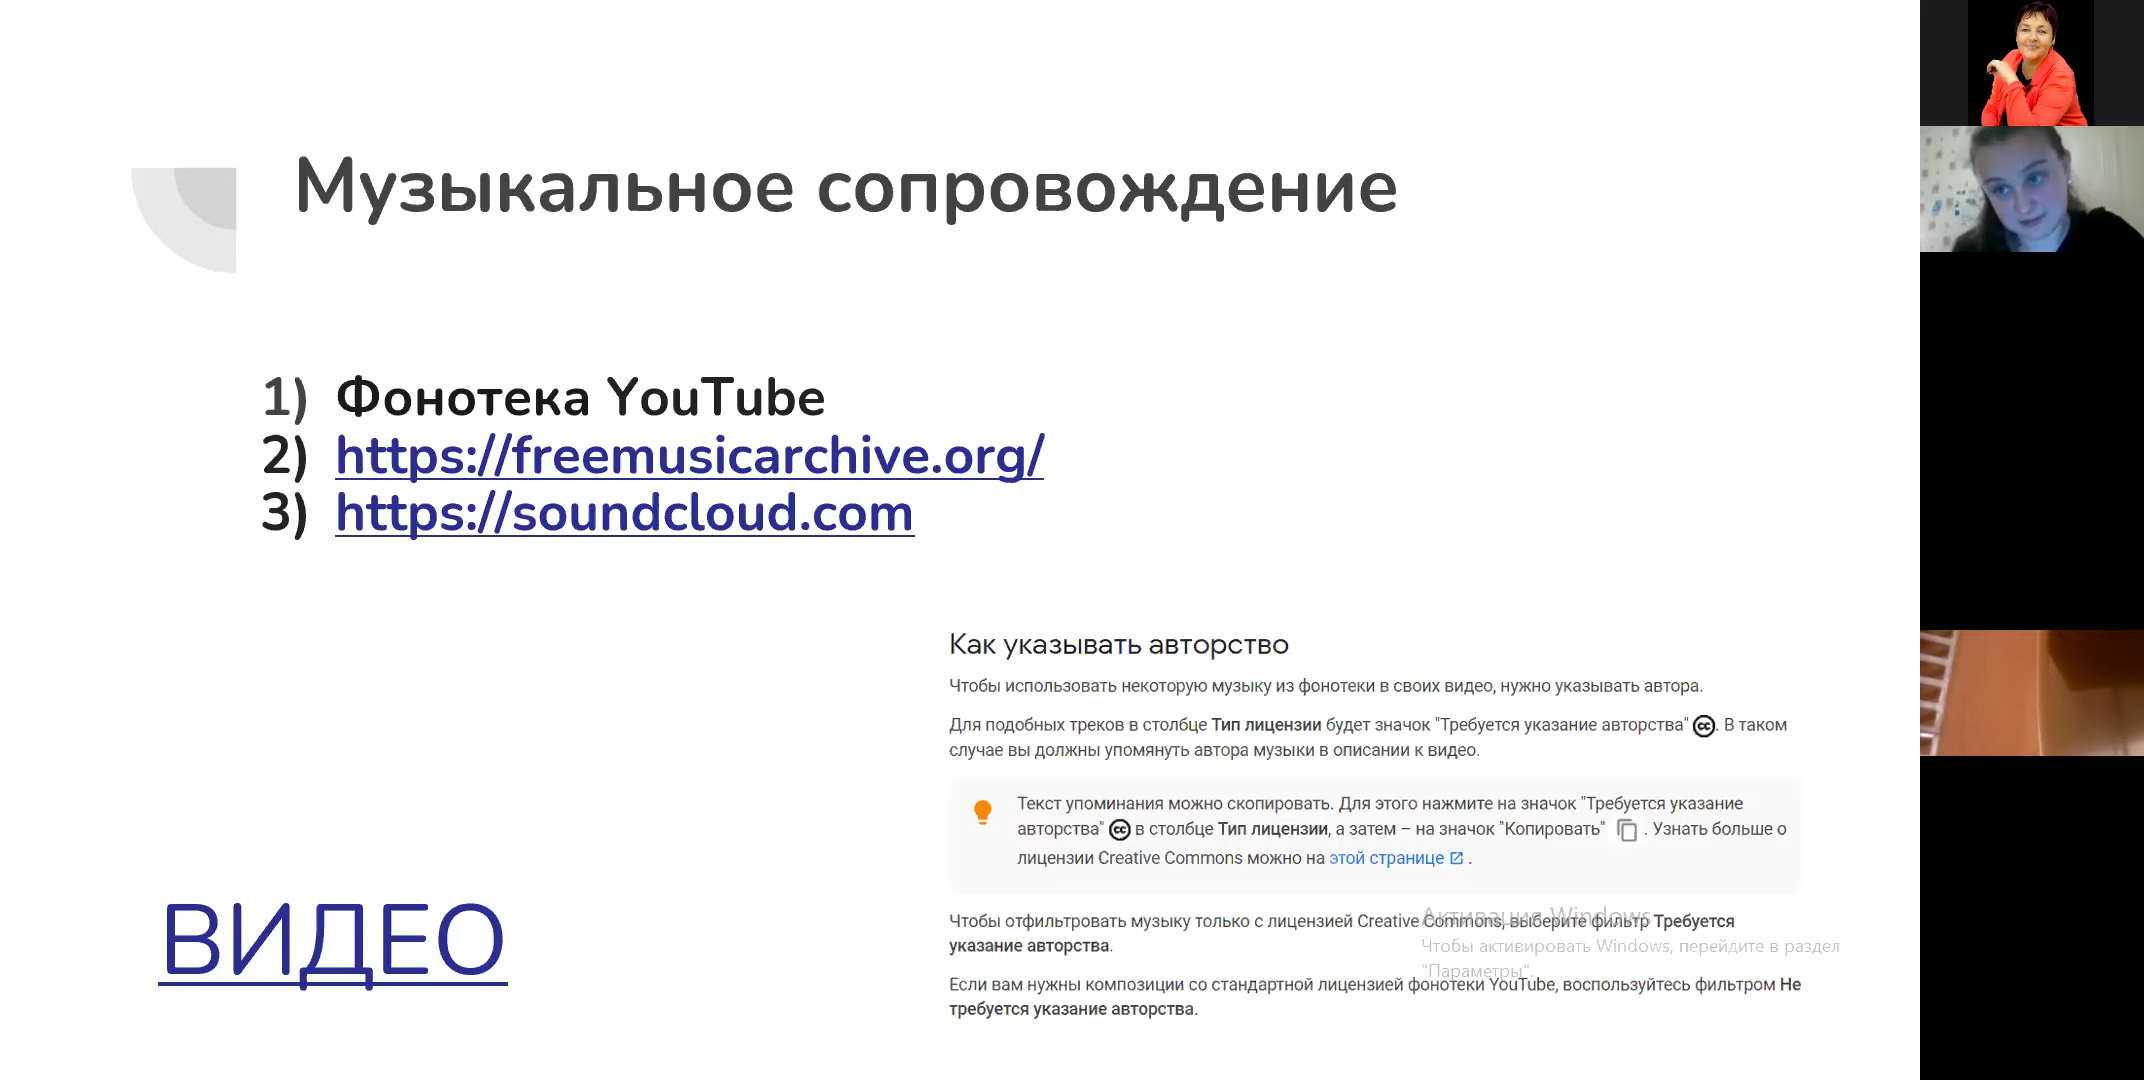 Музыкальное сопровождение
1) Фонотека YouTube
2) https://freemusicarchive.org/
3) https://soundcloud.com
Как указывать авторство
Чтобы использовать некоторую музыку из фонотеки в своих видео, нужно указывать автора.
Для подобных треков в столбце Тип лицензии будет значок "Требуется указание авторства" cc. В таком
случае вы должны упомянуть автора музыки в описании к видео.
Текст упоминания можно скопировать. Для этого нажмите на значок "Требуется указание
авторства" cc в столбце Тип лицензии, а затем – на значок "Копировать" . Узнать больше о
лицензии Creative Commons можно на этой странице .
ВИДЕО
Чтобы отфильтровать музыку только с лицензией Creative Commons, выберите фильтр Требуется
указание авторства.
Если вам нужны композиции со стандартной лицензией фонотеки YouTube, воспользуйтесь фильтром Не
требуется указание авторства.
Активация Windows
Чтобы активировать Windows, перейдите в раздел
"Параметры".